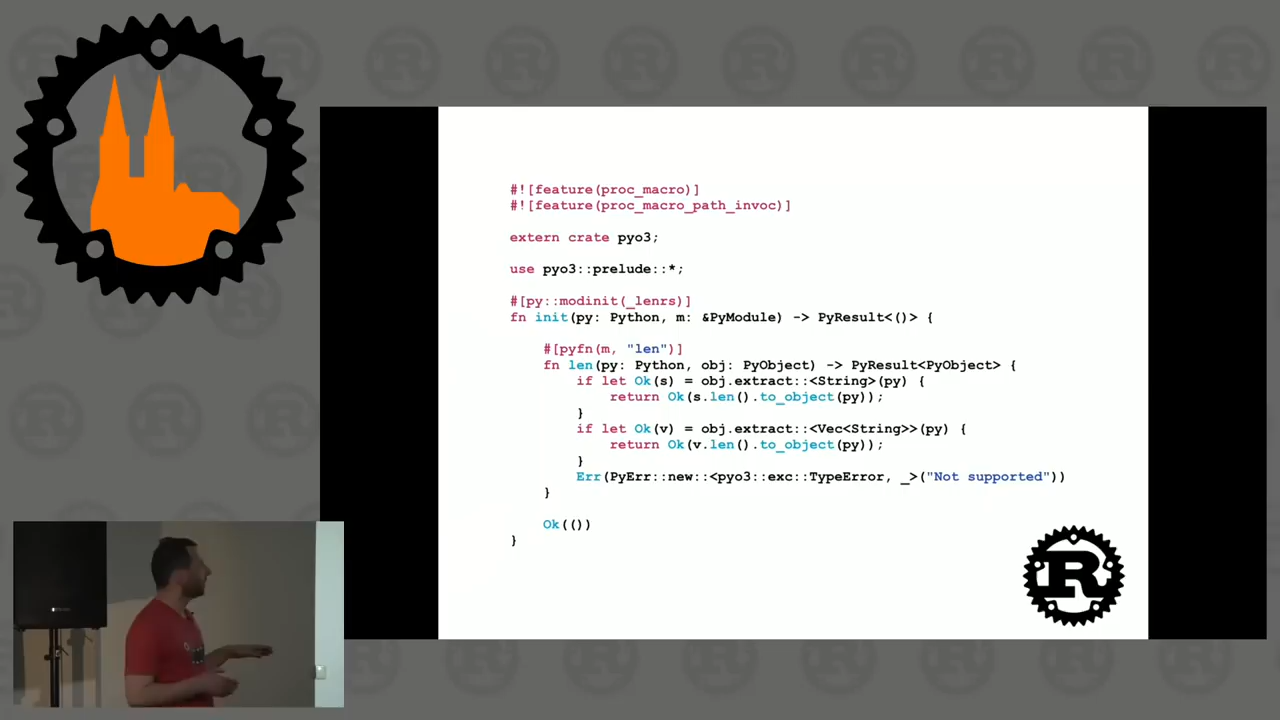 #![feature(proc_macro)]
#![feature(proc_macro_path_invoc)]
extern crate pyo3;
use pyo3::prelude::*;
#[py::modinit(_lenrs)]
fn init(py: Python, m: &PyModule) -> PyResult<()> {
    #[pyfn(m, "len")]
    fn len(py: Python, obj: PyObject) -> PyResult<PyObject> {
        if let Ok(s) = obj.extract::<String>(py) {
            return Ok(s.len().to_object(py));
        }
        if let Ok(v) = obj.extract::<Vec<String>>(py) {
            return Ok(v.len().to_object(py));
        }
        Err(PyErr::new::<pyo3::exc::TypeError, _>("Not supported"))
    }
    Ok(())
}
R